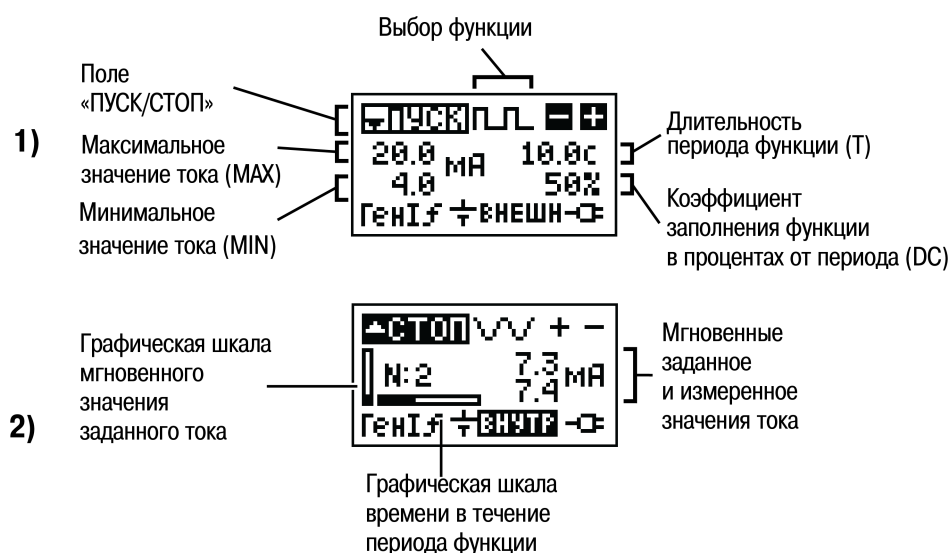 Выбор функции
Поле
«ПУСК/СТОП»
1)
Максимальное
значение тока (MAX)
Минимальное
значение тока (MIN)
ПУСК
20.0 мА 10.0с
4.0 50%
ГенIf ВНЕШН
Длительность
периода функции (T)
Коэффициент
заполнения функции
в процентах от периода (DC)
2)
Графическая шкала
мгновенного
значения
заданного тока
СТОП + −
N:2 7.3 мА
7.4
ГенIf ВНУТР
Мгновенные
заданное
и измеренное
значения тока
Графическая шкала
времени в течение
периода функции